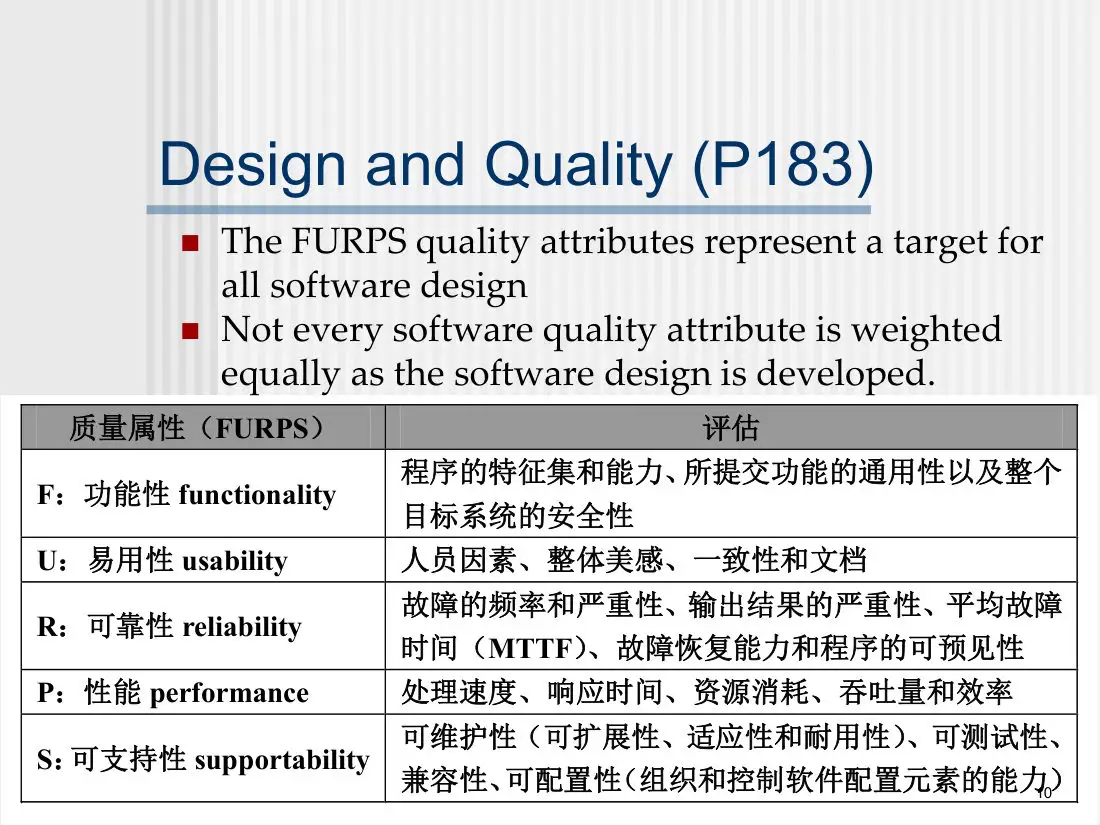 Design and Quality (P183)
The FURPS quality attributes represent a target for
all software design
Not every software quality attribute is weighted
equally as the software design is developed.
质量属性（FURPS） 评估
F：功能性 functionality 程序的特征集和能力、所提交功能的通用性以及整个
目标系统的安全性
U：易用性 usability 人员因素、整体美感、一致性和文档
R：可靠性 reliability 故障的频率和严重性、输出结果的严重性、平均故障
时间（MTTF）、故障恢复能力和程序的可预见性
P：性能 performance 处理速度、响应时间、资源消耗、吞吐量和效率
S：可支持性 supportability 可维护性（可扩展性、适应性和耐用性）、可测试性、
兼容性、可配置性（组织和控制软件配置元素的能力）
10